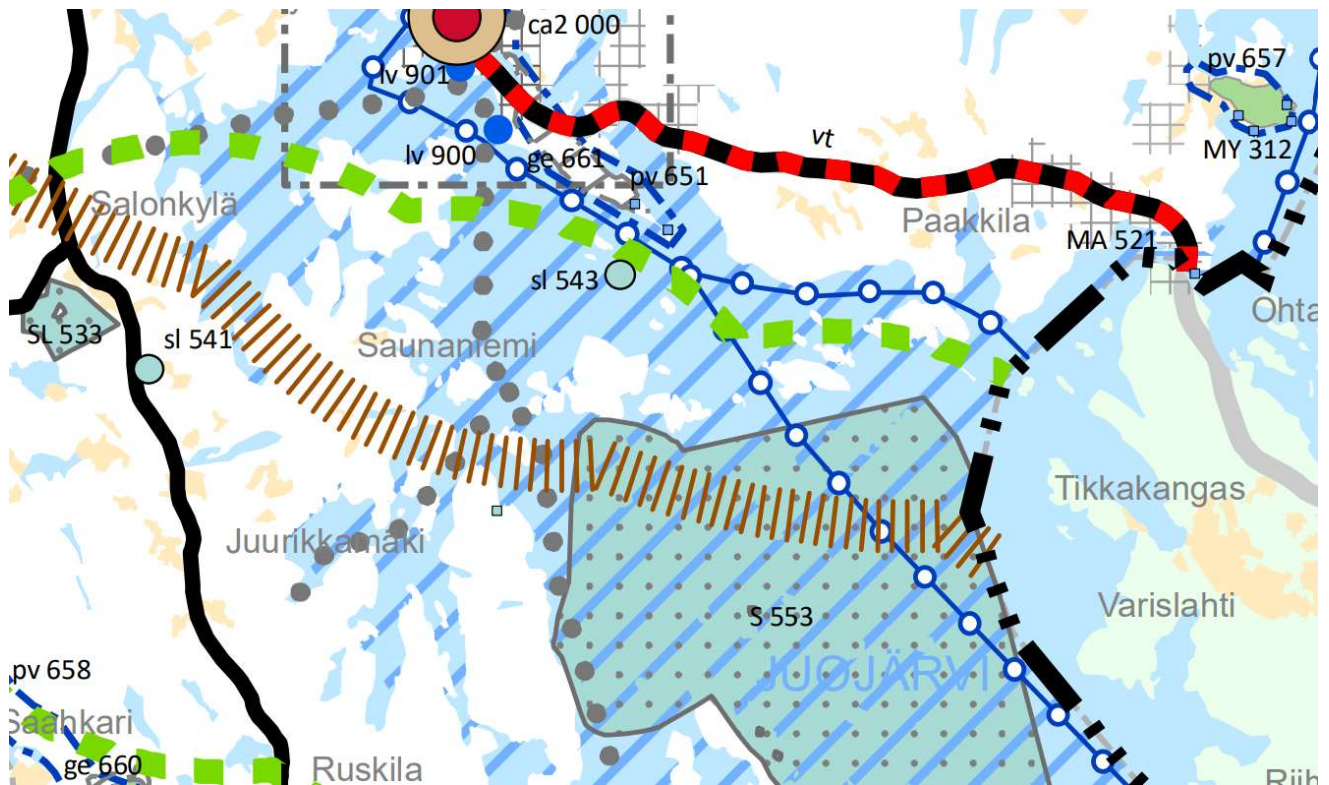 ca2 000
lv 901
pv 657
vt
lv 900
ge 661
MY 312
pv 651
Salonkylä
Paakkila
MA 521
sl 543
SL 533
sl 541
Saunaniemi
Ohta
Tikkakangas
Juurikkamäki
Varislahti
S 553
JUOJÄRVI
pv 658
Saahkari
ge 660
Ruskila
Riih